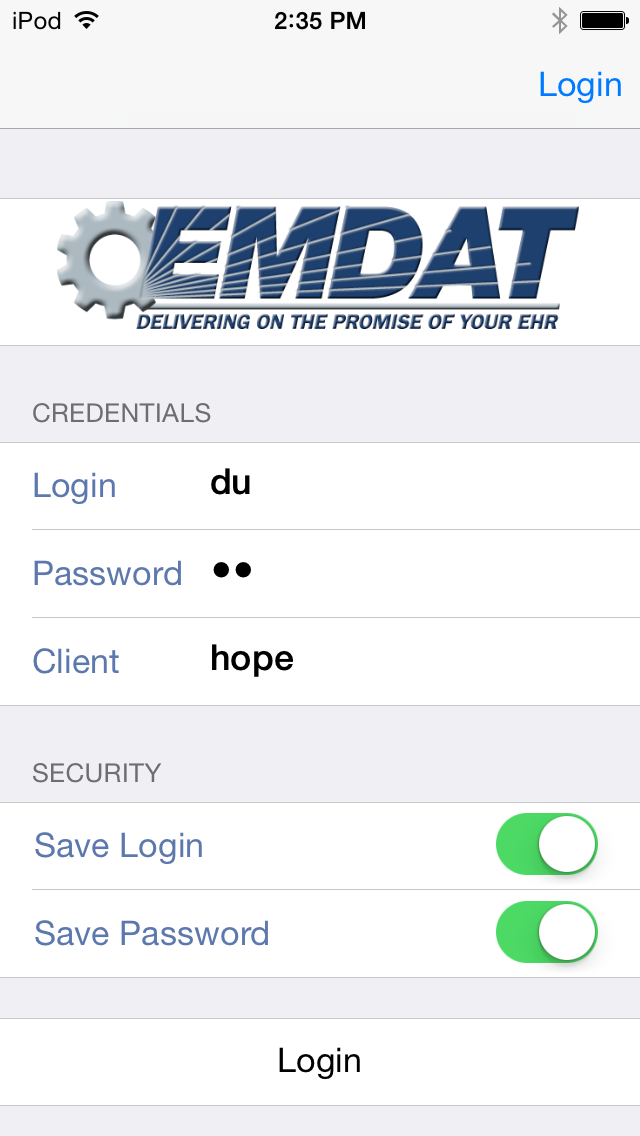 iPod 2:35 PM
Login
EMDAT
DELIVERING ON THE PROMISE OF YOUR EHR
CREDENTIALS
Login du
Password ●●
Client hope
SECURITY
Save Login
Save Password
Login